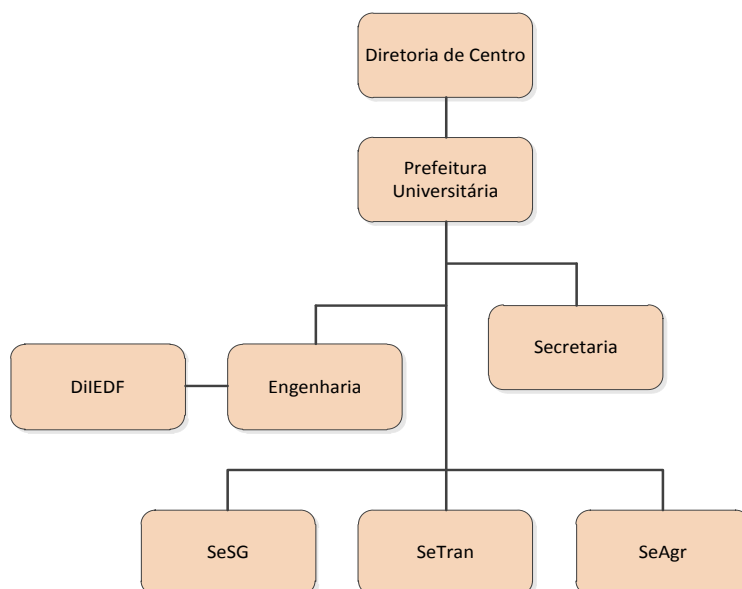 Diretoria de Centro
Prefeitura
Universitária
Secretaria
DiIEDF
Engenharia
SeSG
SeTran
SeAgr